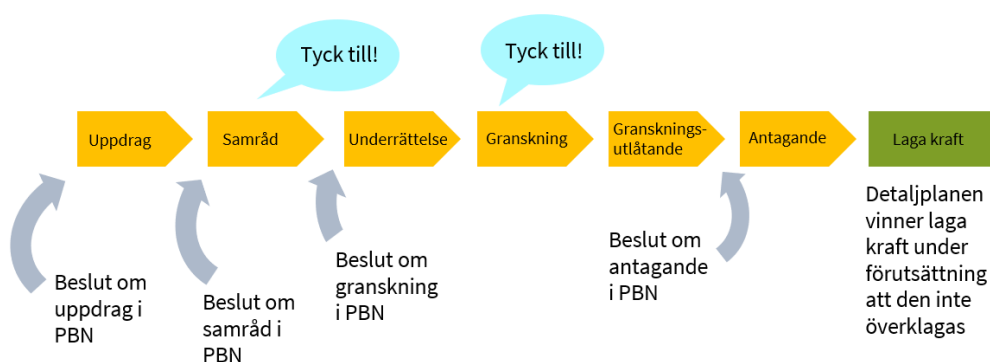 Tyck till!
Tyck till!
Uppdrag
Samråd
Underrättelse
Granskning
Gransknings-
utlåtande
Antagande
Laga kraft
Beslut om
uppdrag i
PBN
Beslut om
samråd i
PBN
Beslut om
granskning
i PBN
Beslut om
antagande
i PBN
Detaljplanen
vinner laga
kraft under
förutsättning
att den inte
överklagas